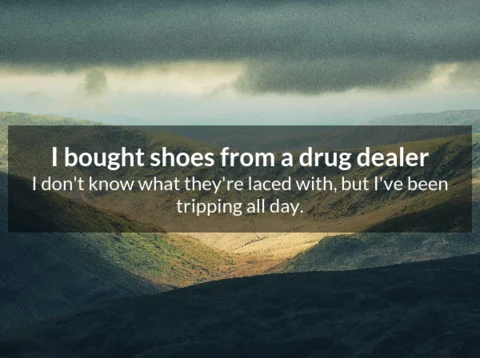 I bought shoes from a drug dealer
I don't know what they're laced with, but I've been
tripping all day.